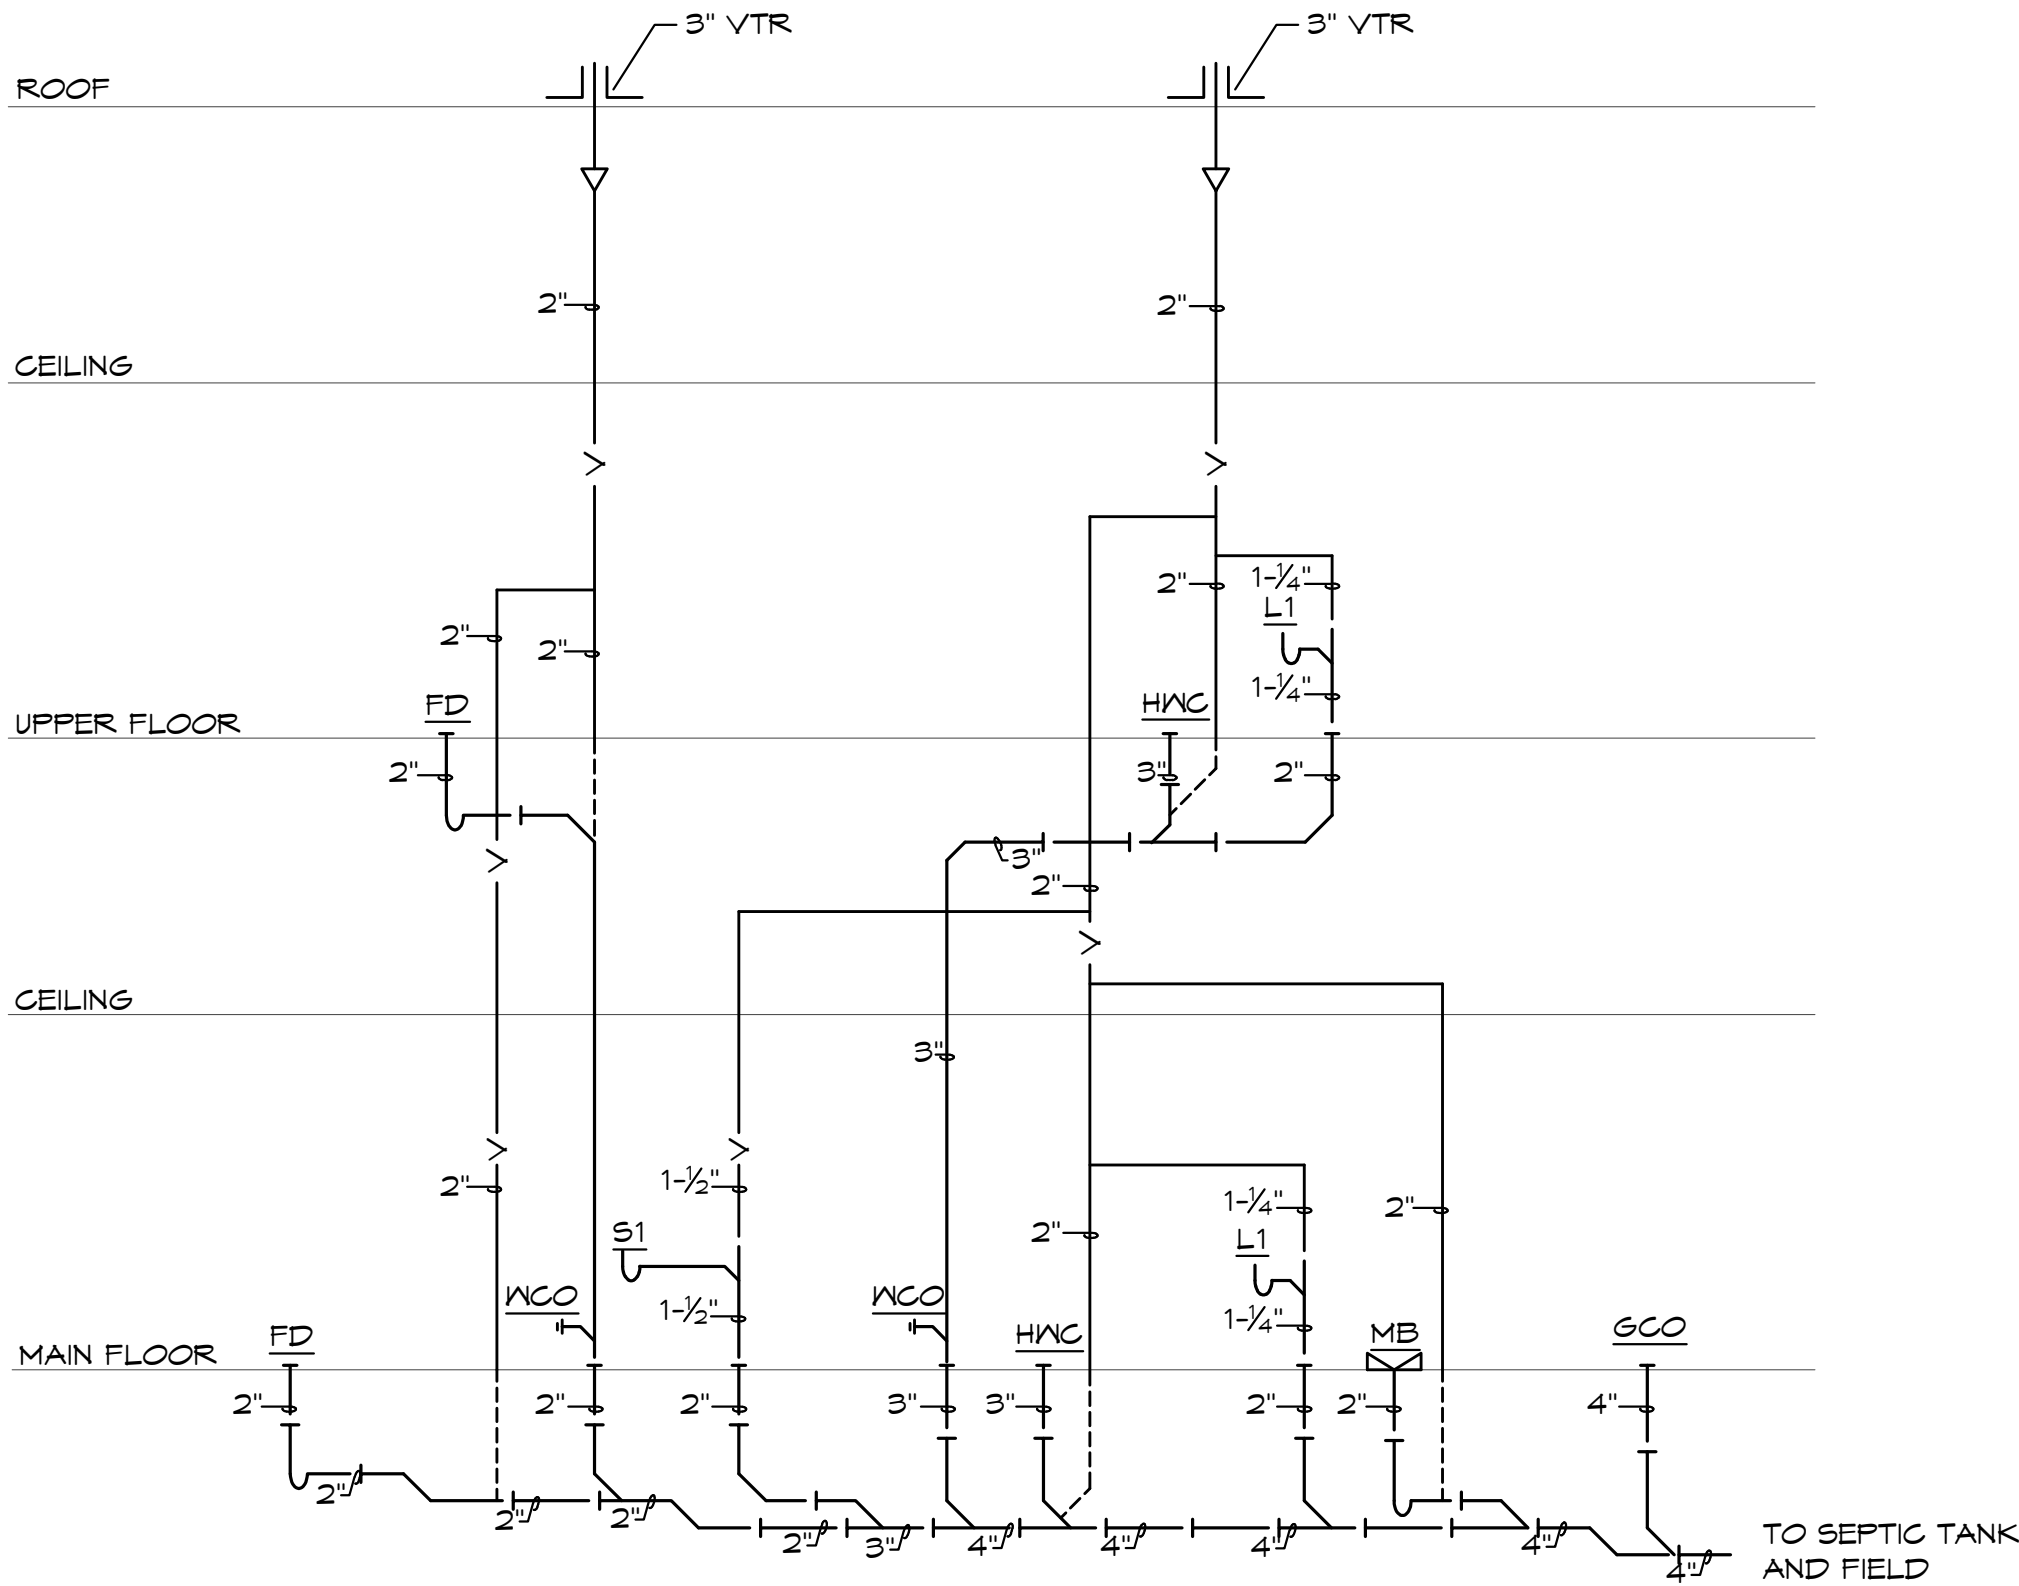 3" VTR
3" VTR
ROOF
2"
2"
CEILING
2"
1-1/4"
L1
2"
2"
1-1/4"
FD
HWC
UPPER FLOOR
2"
3"
2"
3"
2"
CEILING
3"
1-1/2"
2"
1-1/4"
2"
S1
2"
L1
WCO
WCO
1-1/2"
1-1/4"
FD
HWC
MB
GCO
MAIN FLOOR
2"
2"
2"
3"
3"
2"
2"
4"
2"
2"
2"
2"
3"
4"
4"
4"
4"
4"
TO SEPTIC TANK
AND FIELD